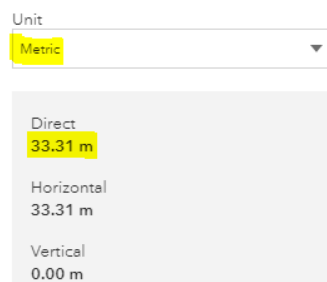 Unit
Metric
Direct
33.31 m
Horizontal
33.31 m
Vertical
0.00 m